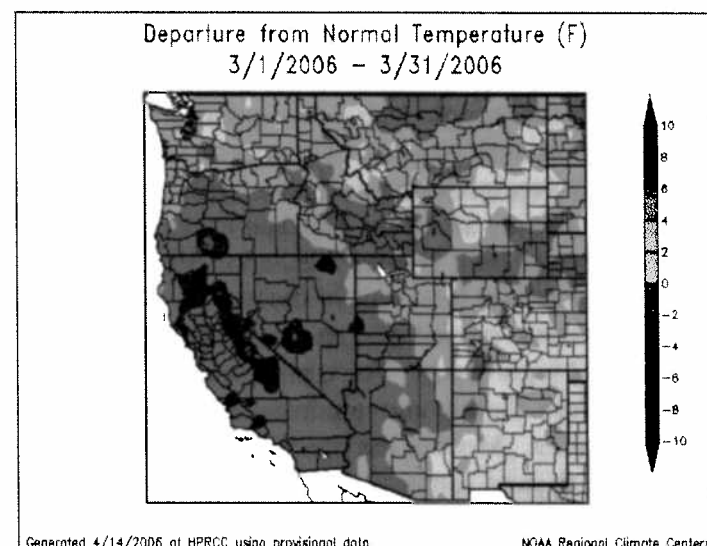 Departure from Normal Temperature (F)
3/1/2006 – 3/31/2006
10
8
6
4
2
0
-2
-4
-6
-8
-10
Generated 4/14/2006 at HPRCC using provisional data.
NOAA Regional Climate Centers